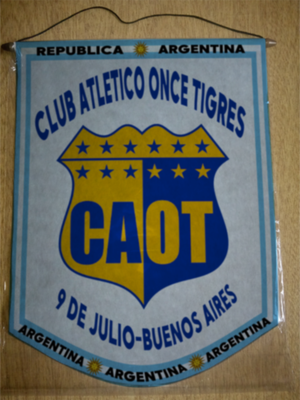 REPUBLICA ARGENTINA
CLUB ATLETICO ONCE TIGRES
CAOT
9 DE JULIO-BUENOS AIRES
ARGENTINA ARGENTINA ARGENTINA